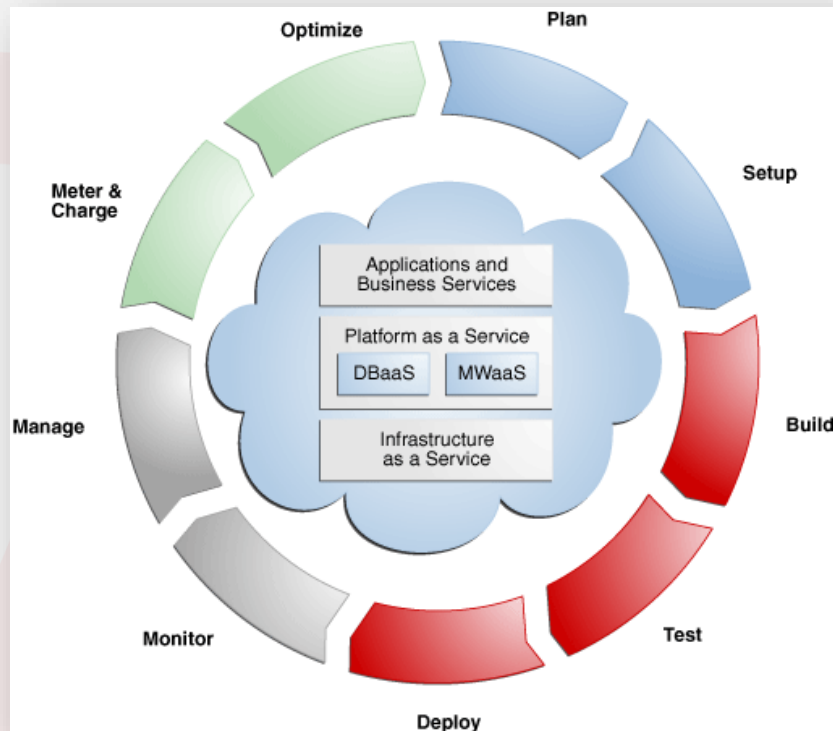 Plan
Setup
Build
Test
Deploy
Monitor
Manage
Meter &
Charge
Optimize
Applications and
Business Services
Platform as a Service
DBaaS
MWaaS
Infrastructure
as a Service